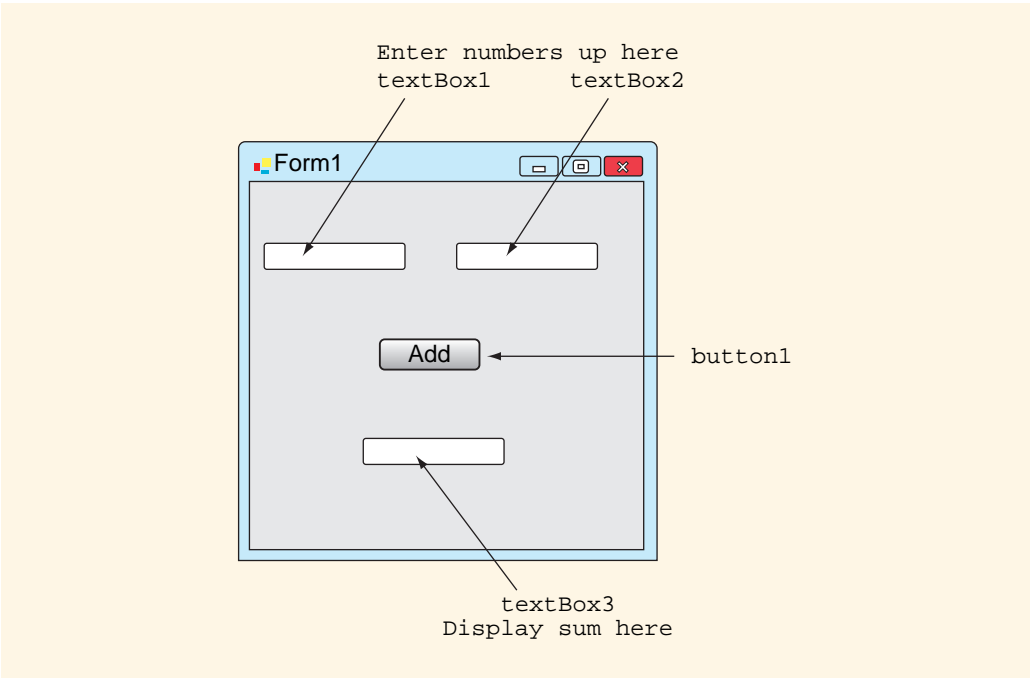 Enter numbers up here
textBox1 textBox2
Form1
Add
button1
textBox3
Display sum here